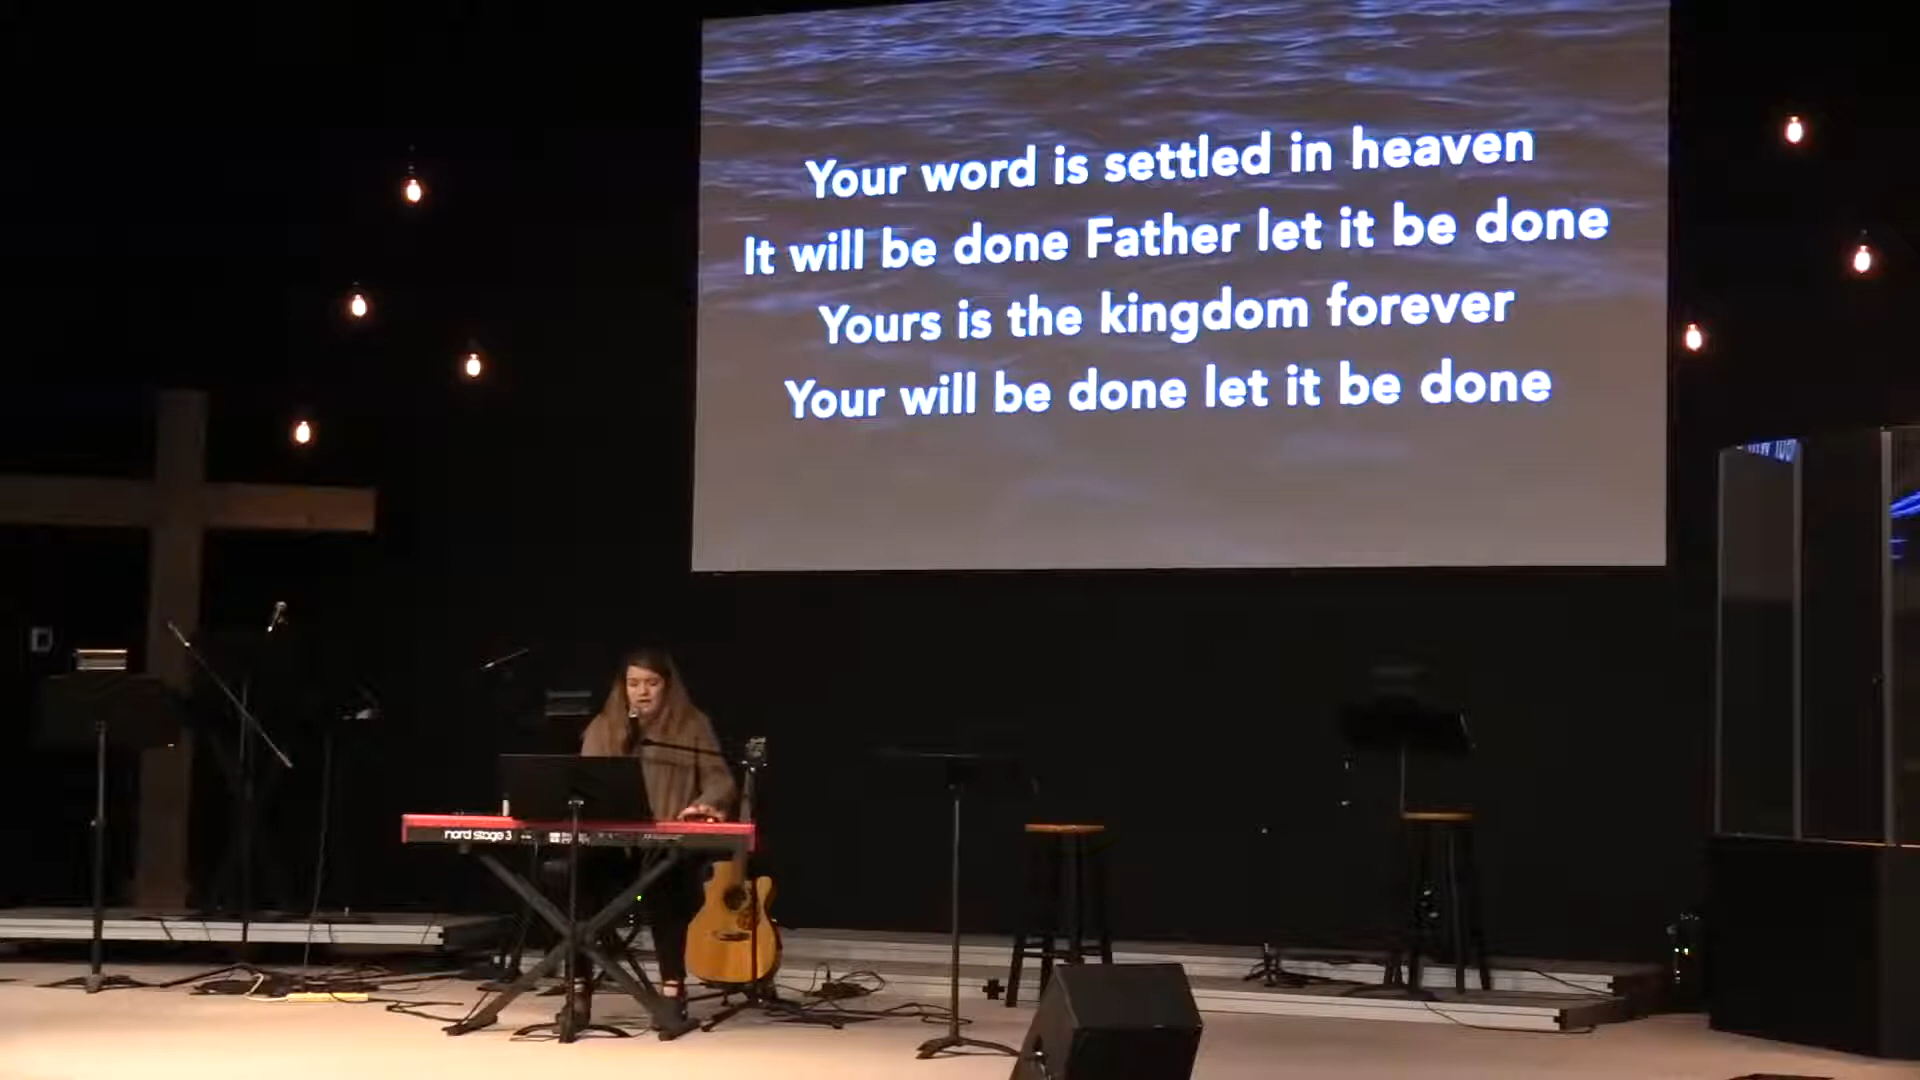 Your word is settled in heaven
It will be done Father let it be done
Yours is the kingdom forever
Your will be done let it be done
nord stage 3